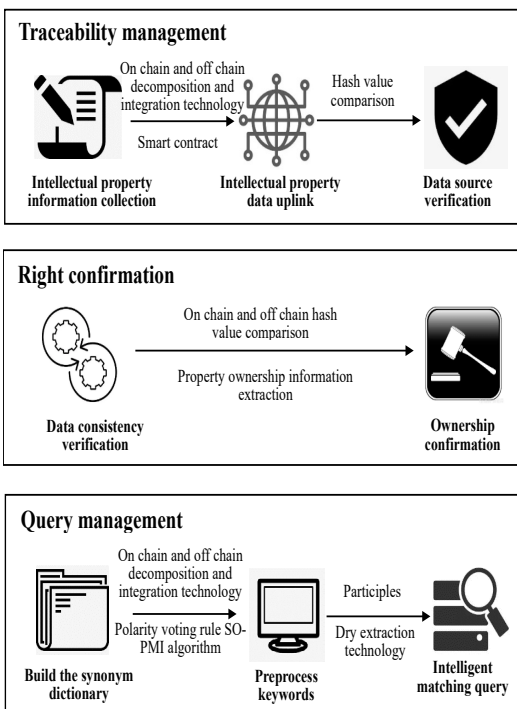 Traceability management
On chain and off chain
decomposition and
integration technology
Smart contract
Hash value
comparison
Intellectual property
information collection
Intellectual property
data uplink
Data source
verification
Right confirmation
On chain and off chain hash
value comparison
Property ownership information
extraction
Data consistency
verification
Ownership
confirmation
Query management
On chain and off chain
decomposition and
integration technology
Polarity voting rule SO-
PMI algorithm
Participles
Dry extraction
technology
Build the synonym
dictionary
Preprocess
keywords
Intelligent
matching query